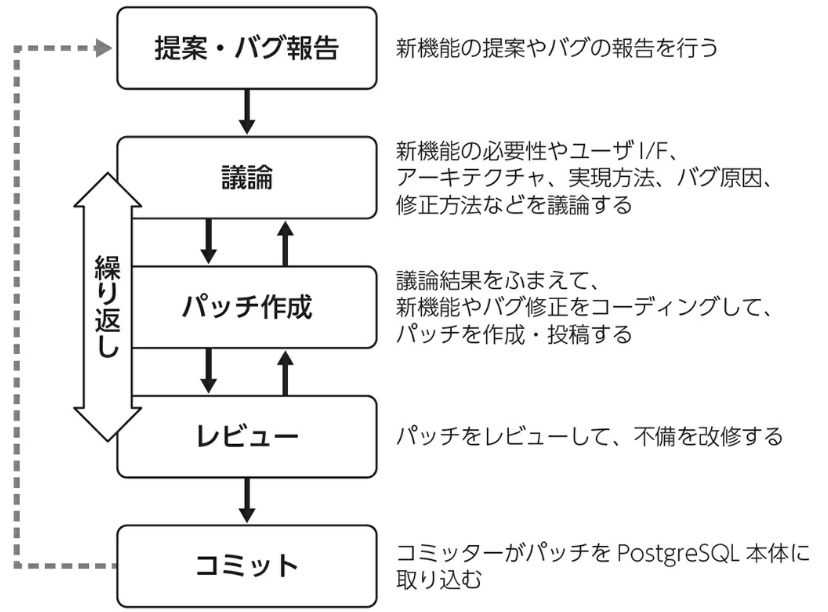 提案・バグ報告
新機能の提案やバグの報告を行う
議論
新機能の必要性やユーザI/F、
アーキテクチャ、実現方法、バグ原因、
修正方法などを議論する
繰り返し
パッチ作成
議論結果をふまえて、
新機能やバグ修正をコーディングして、
パッチを作成・投稿する
レビュー
パッチをレビューして、不備を改修する
コミット
コミッターがパッチを PostgreSQL 本体に
取り込む